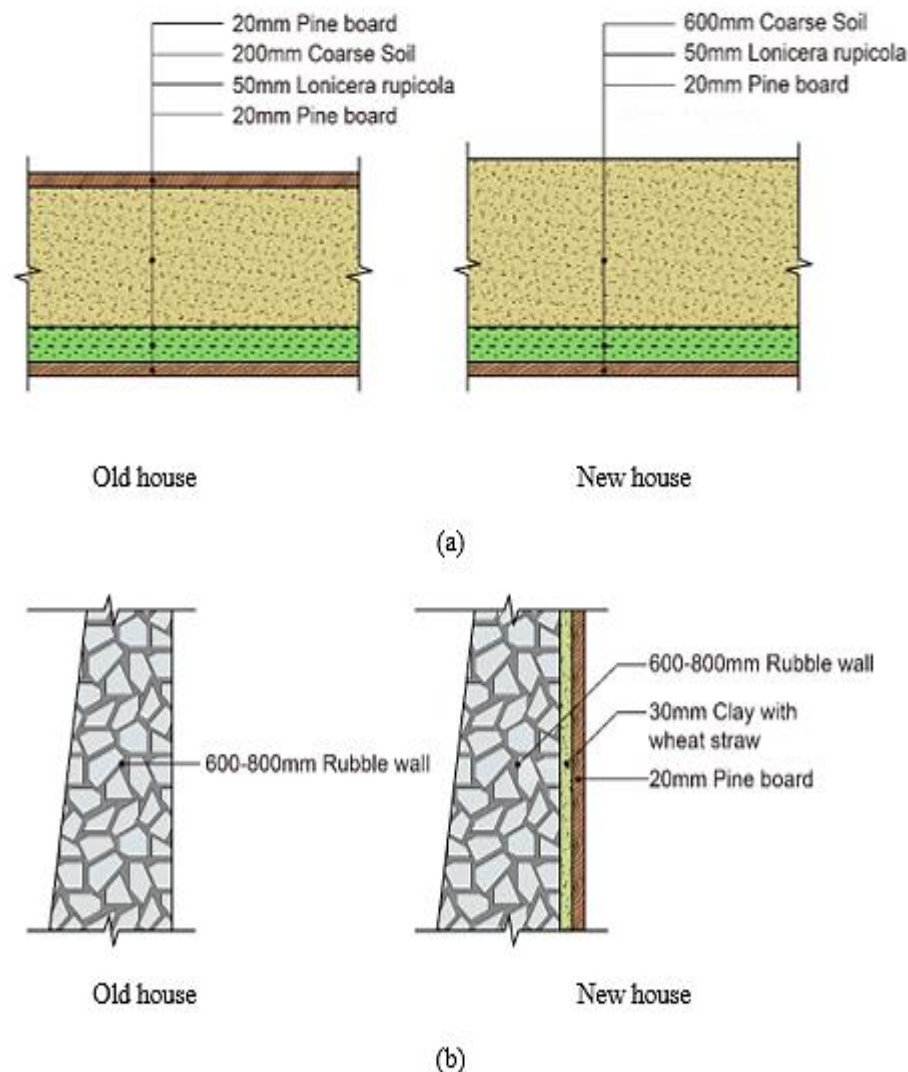 20mm Pine board
200mm Coarse Soil
50mm Lonicera rupicola
20mm Pine board
600mm Coarse Soil
50mm Lonicera rupicola
20mm Pine board
Old house
New house
(a)
600-800mm Rubble wall
600-800mm Rubble wall
30mm Clay with
wheat straw
20mm Pine board
Old house
New house
(b)